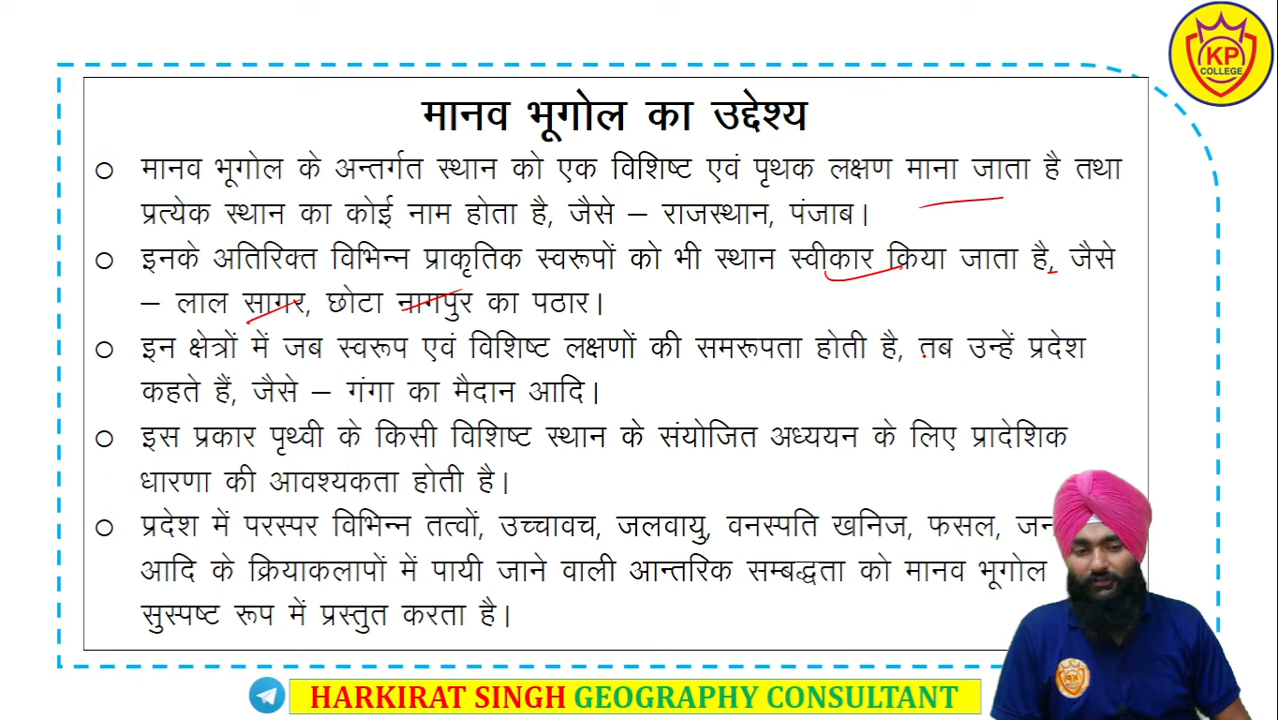 KP
COLLEGE
मानव भूगोल का उद्देश्य
○ मानव भूगोल के अन्तर्गत स्थान को एक विशिष्ट एवं पृथक लक्षण माना जाता है तथा
प्रत्येक स्थान का कोई नाम होता है, जैसे – राजस्थान, पंजाब।
○ इनके अतिरिक्त विभिन्न प्राकृतिक स्वरूपों को भी स्थान स्वीकार किया जाता है, जैसे
– लाल सागर, छोटा नागपुर का पठार।
○ इन क्षेत्रों में जब स्वरूप एवं विशिष्ट लक्षणों की समरूपता होती है, तब उन्हें प्रदेश
कहते हैं, जैसे – गंगा का मैदान आदि।
○ इस प्रकार पृथ्वी के किसी विशिष्ट स्थान के संयोजित अध्ययन के लिए प्रादेशिक
धारणा की आवश्यकता होती है।
○ प्रदेश में परस्पर विभिन्न तत्वों, उच्चावच, जलवायु, वनस्पति खनिज, फसल,
आदि के क्रियाकलापों में पायी जाने वाली आन्तरिक सम्बद्धता को मानव भूगोल
सुस्पष्ट रूप में प्रस्तुत करता है।
HARKIRAT SINGH GEOGRAPHY CONSULTANT